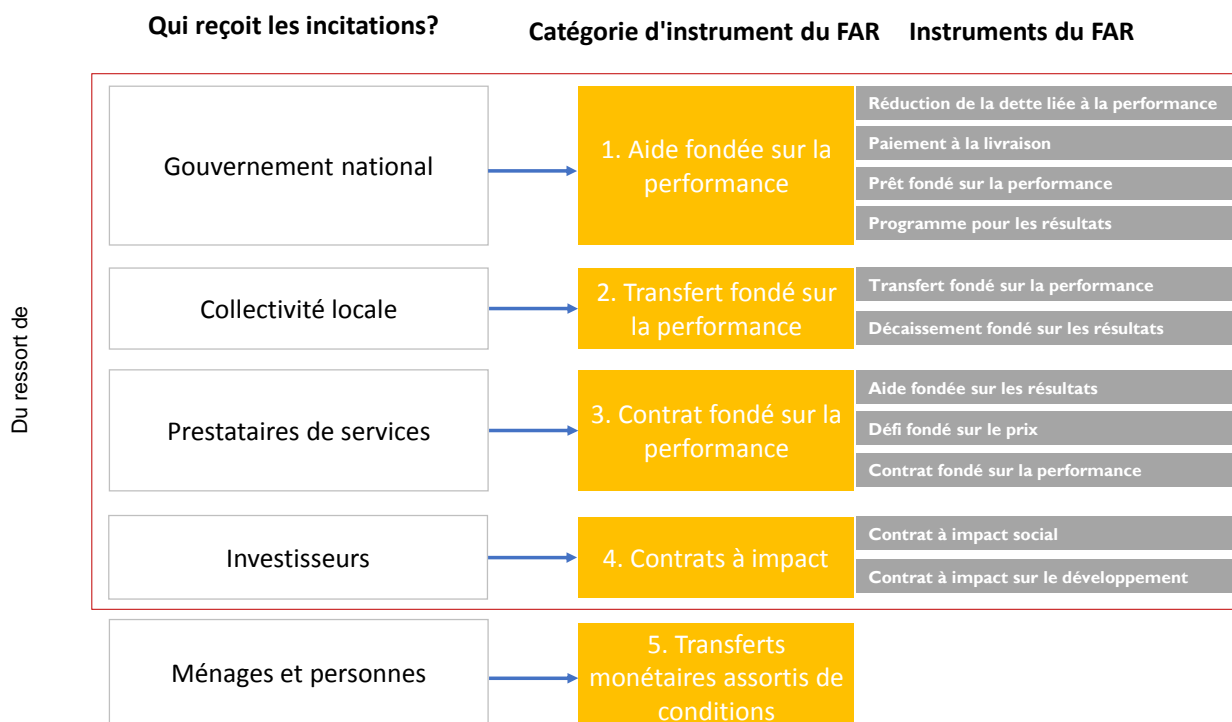 Qui reçoit les incitations?
Catégorie d'instrument du FAR
Instruments du FAR
Du ressort de
Gouvernement national
1. Aide fondée sur la
performance
Réduction de la dette liée à la performance
Paiement à la livraison
Prêt fondé sur la performance
Programme pour les résultats
Collectivité locale
2. Transfert fondé sur
la performance
Transfert fondé sur la performance
Décaissement fondé sur les résultats
Prestataires de services
3. Contrat fondé sur la
performance
Aide fondée sur les résultats
Défi fondé sur le prix
Contrat fondé sur la performance
Investisseurs
4. Contrats à impact
Contrat à impact social
Contrat à impact sur le développement
Ménages et personnes
5. Transferts
monétaires assortis de
conditions